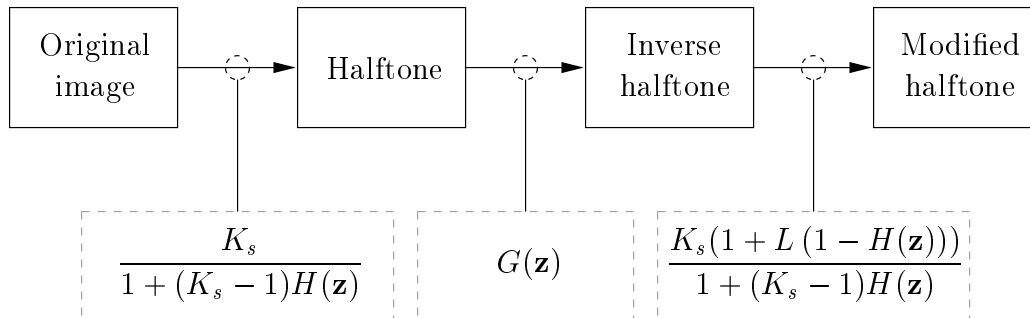 Original
image
Halftone
Inverse
halftone
Modified
halftone
K_s
1 + (K_s − 1)H(z)
G(z)
K_s(1 + L (1 − H(z)))
1 + (K_s − 1)H(z)